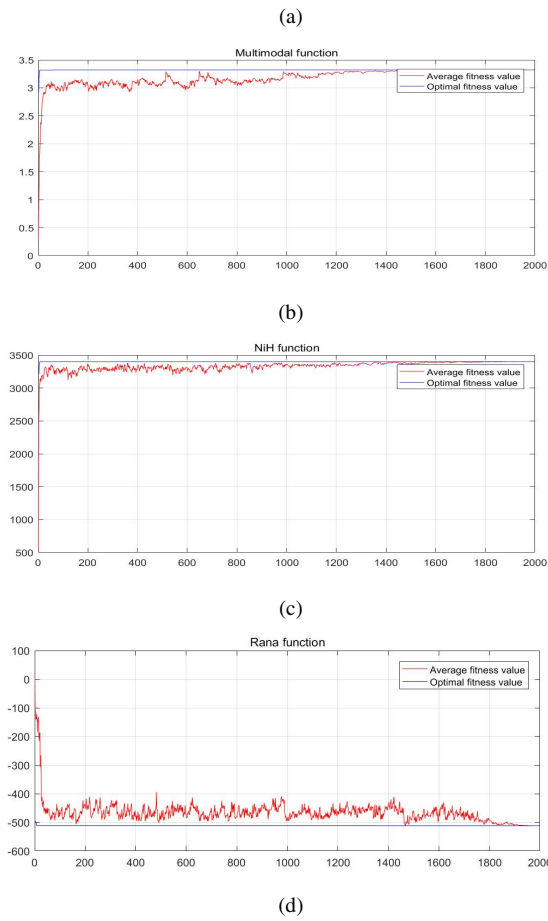 (a)
Multimodal function
3.5
3
2.5
2
1.5
1
0.5
0
Average fitness value
Optimal fitness value
0 200 400 600 800 1000 1200 1400 1600 1800 2000
(b)
NiH function
3500
3000
2500
2000
1500
1000
500
Average fitness value
Optimal fitness value
0 200 400 600 800 1000 1200 1400 1600 1800 2000
(c)
Rana function
100
0
-100
-200
-300
-400
-500
-600
Average fitness value
Optimal fitness value
0 200 400 600 800 1000 1200 1400 1600 1800 2000
(d)